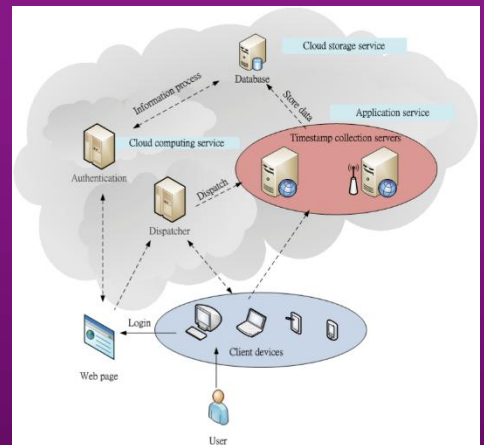 Cloud storage service
Database
Information process
Store data
Application service
Cloud computing service
Timestamp collection servers
Authentication
Dispatch
Dispatcher
Login
Client devices
Web page
User